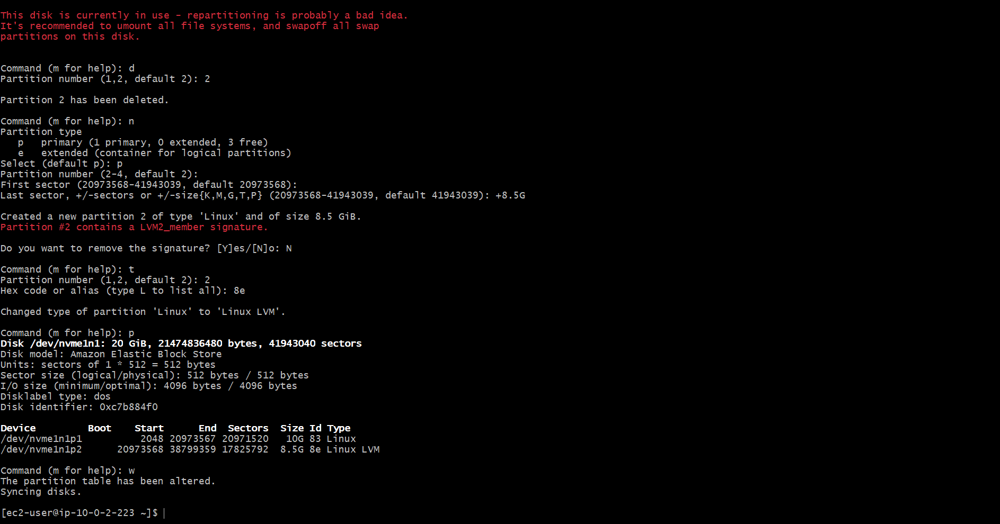 This disk is currently in use - repartitioning is probably a bad idea.
It's recommended to umount all file systems, and swapoff all swap
partitions on this disk.
Command (m for help): d
Partition number (1,2, default 2): 2
Partition 2 has been deleted.
Command (m for help): n
Partition type
   p   primary (1 primary, 0 extended, 3 free)
   e   extended (container for logical partitions)
Select (default p): p
Partition number (2-4, default 2):
First sector (20973568-41943039, default 20973568):
Last sector, +/-sectors or +/-size{K,M,G,T,P} (20973568-41943039, default 41943039): +8.5G
Created a new partition 2 of type 'Linux' and of size 8.5 GiB.
Partition #2 contains a LVM2_member signature.
Do you want to remove the signature? [Y]es/[N]o: N
Command (m for help): t
Partition number (1,2, default 2): 2
Hex code or alias (type L to list all): 8e
Changed type of partition 'Linux' to 'Linux LVM'.
Command (m for help): p
Disk /dev/nvme1n1: 20 GiB, 21474836480 bytes, 41943040 sectors
Disk model: Amazon Elastic Block Store
Units: sectors of 1 * 512 = 512 bytes
Sector size (logical/physical): 512 bytes / 512 bytes
I/O size (minimum/optimal): 4096 bytes / 4096 bytes
Disklabel type: dos
Disk identifier: 0xc7b884f0
Device         Boot    Start      End  Sectors  Size Id Type
/dev/nvme1n1p1          2048 20973567 20971520   10G 83 Linux
/dev/nvme1n1p2      20973568 38799359 17825792  8.5G 8e Linux LVM
Command (m for help): w
The partition table has been altered.
Syncing disks.
[ec2-user@ip-10-0-2-223 ~]$